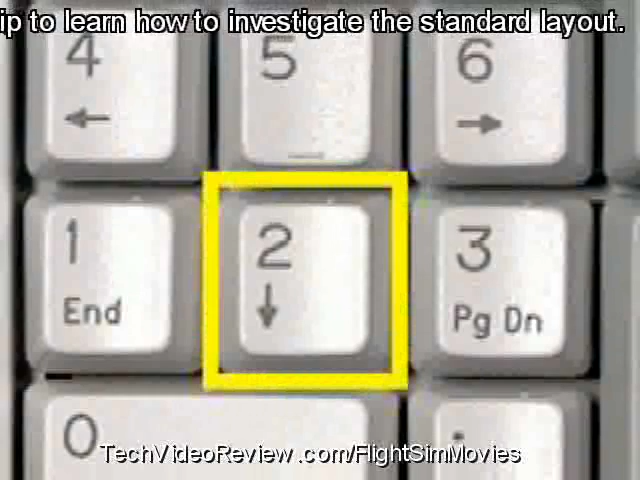 ip to learn how to investigate the standard layout.
4 5 6
← →
1 2 3
End ↓ Pg Dn
0 .
TechVideoReview .com/FlightSimMovies